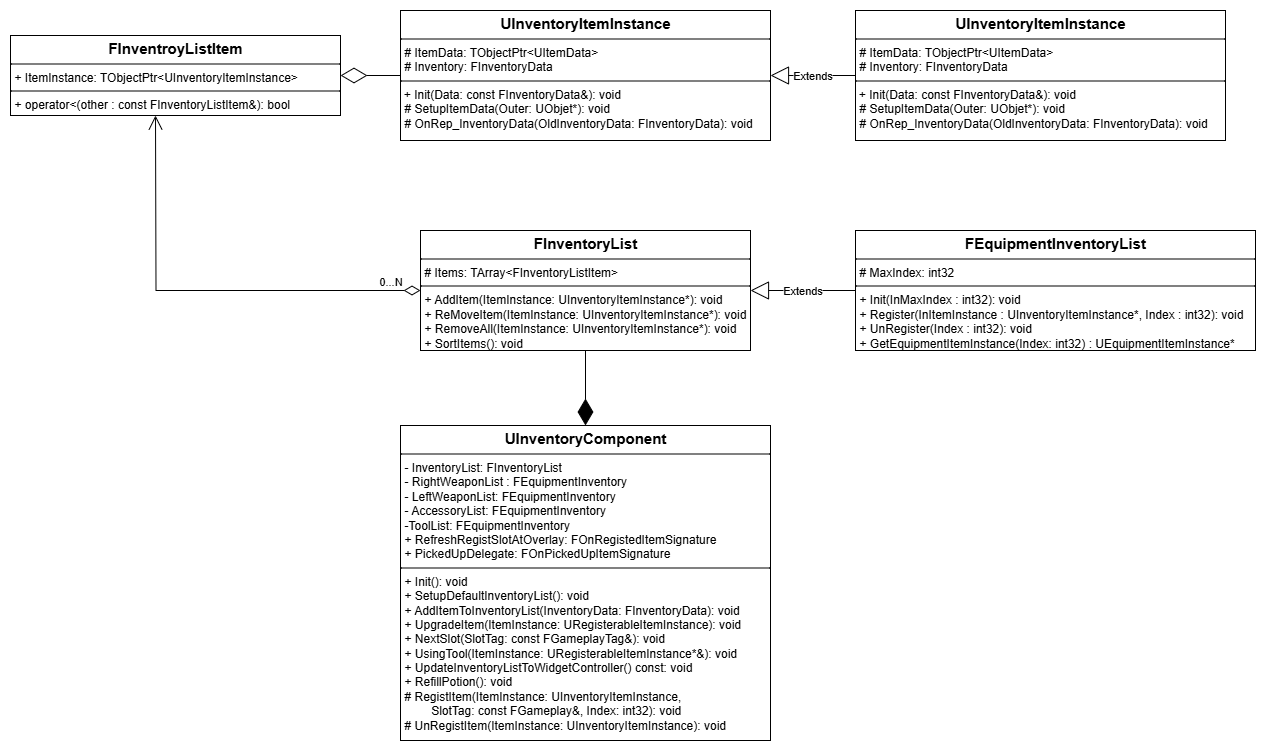 FInventroyListItem
+ ItemInstance: TObjectPtr<UInventoryItemInstance>
+ operator<(other : const FInventoryListItem&): bool
UInventoryItemInstance
# ItemData: TObjectPtr<UItemData>
# Inventory: FInventoryData
+ Init(Data: const FInventoryData&): void
# SetupItemData(Outer: UObjet*): void
# OnRep_InventoryData(OldInventoryData: FInventoryData): void
Extends
UInventoryItemInstance
# ItemData: TObjectPtr<UItemData>
# Inventory: FInventoryData
+ Init(Data: const FInventoryData&): void
# SetupItemData(Outer: UObjet*): void
# OnRep_InventoryData(OldInventoryData: FInventoryData): void
0...N
FInventoryList
# Items: TArray<FInventoryListItem>
+ AddItem(ItemInstance: UInventoryItemInstance*): void
+ ReMoveItem(ItemInstance: UInventoryItemInstance*): void
+ RemoveAll(ItemInstance: UInventoryItemInstance*): void
+ SortItems(): void
Extends
FEquipmentInventoryList
# MaxIndex: int32
+ Init(InMaxIndex : int32): void
+ Register(InItemInstance : UInventoryItemInstance*, Index : int32): void
+ UnRegister(Index : int32): void
+ GetEquipmentItemInstance(Index: int32) : UEquipmentItemInstance*
UInventoryComponent
- InventoryList: FInventoryList
- RightWeaponList : FEquipmentInventory
- LeftWeaponList: FEquipmentInventory
- AccessoryList: FEquipmentInventory
-ToolList: FEquipmentInventory
+ RefreshRegistSlotAtOverlay: FOnRegistedItemSignature
+ PickedUpDelegate: FOnPickedUpItemSignature
+ Init(): void
+ SetupDefaultInventoryList(): void
+ AddItemToInventoryList(InventoryData: FInventoryData): void
+ UpgradeItem(ItemInstance: URegisterableItemInstance): void
+ NextSlot(SlotTag: const FGameplayTag&): void
+ UsingTool(ItemInstance: URegisterableItemInstance*&): void
+ UpdateInventoryListToWidgetController() const: void
+ RefillPotion(): void
# RegistItem(ItemInstance: UInventoryItemInstance,
SlotTag: const FGameplay&, Index: int32): void
# UnRegistItem(ItemInstance: UInventoryItemInstance): void